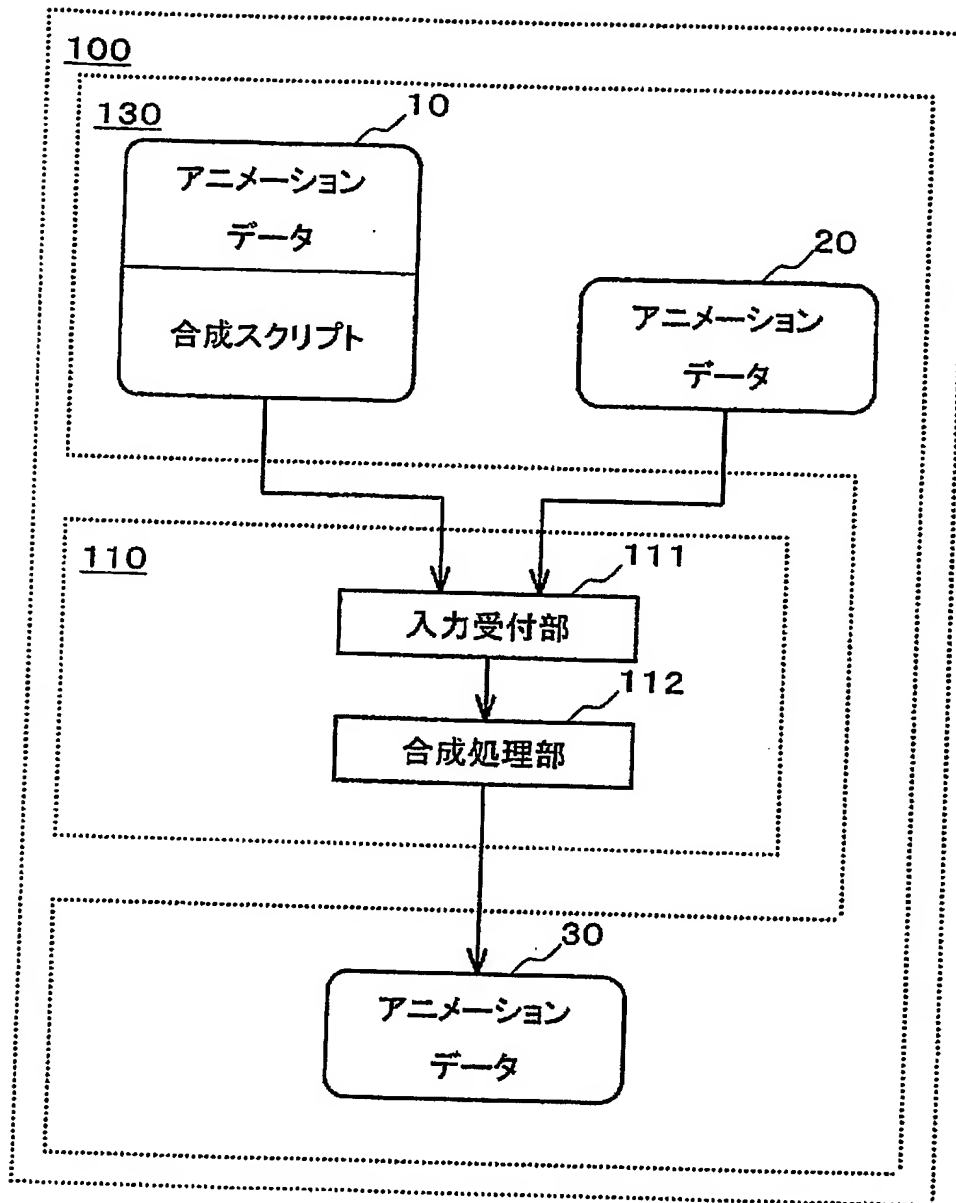 100
130
10
アニメーション
データ
合成スクリプト
20
アニメーション
データ
110
111
入力受付部
112
合成処理部
30
アニメーション
データ